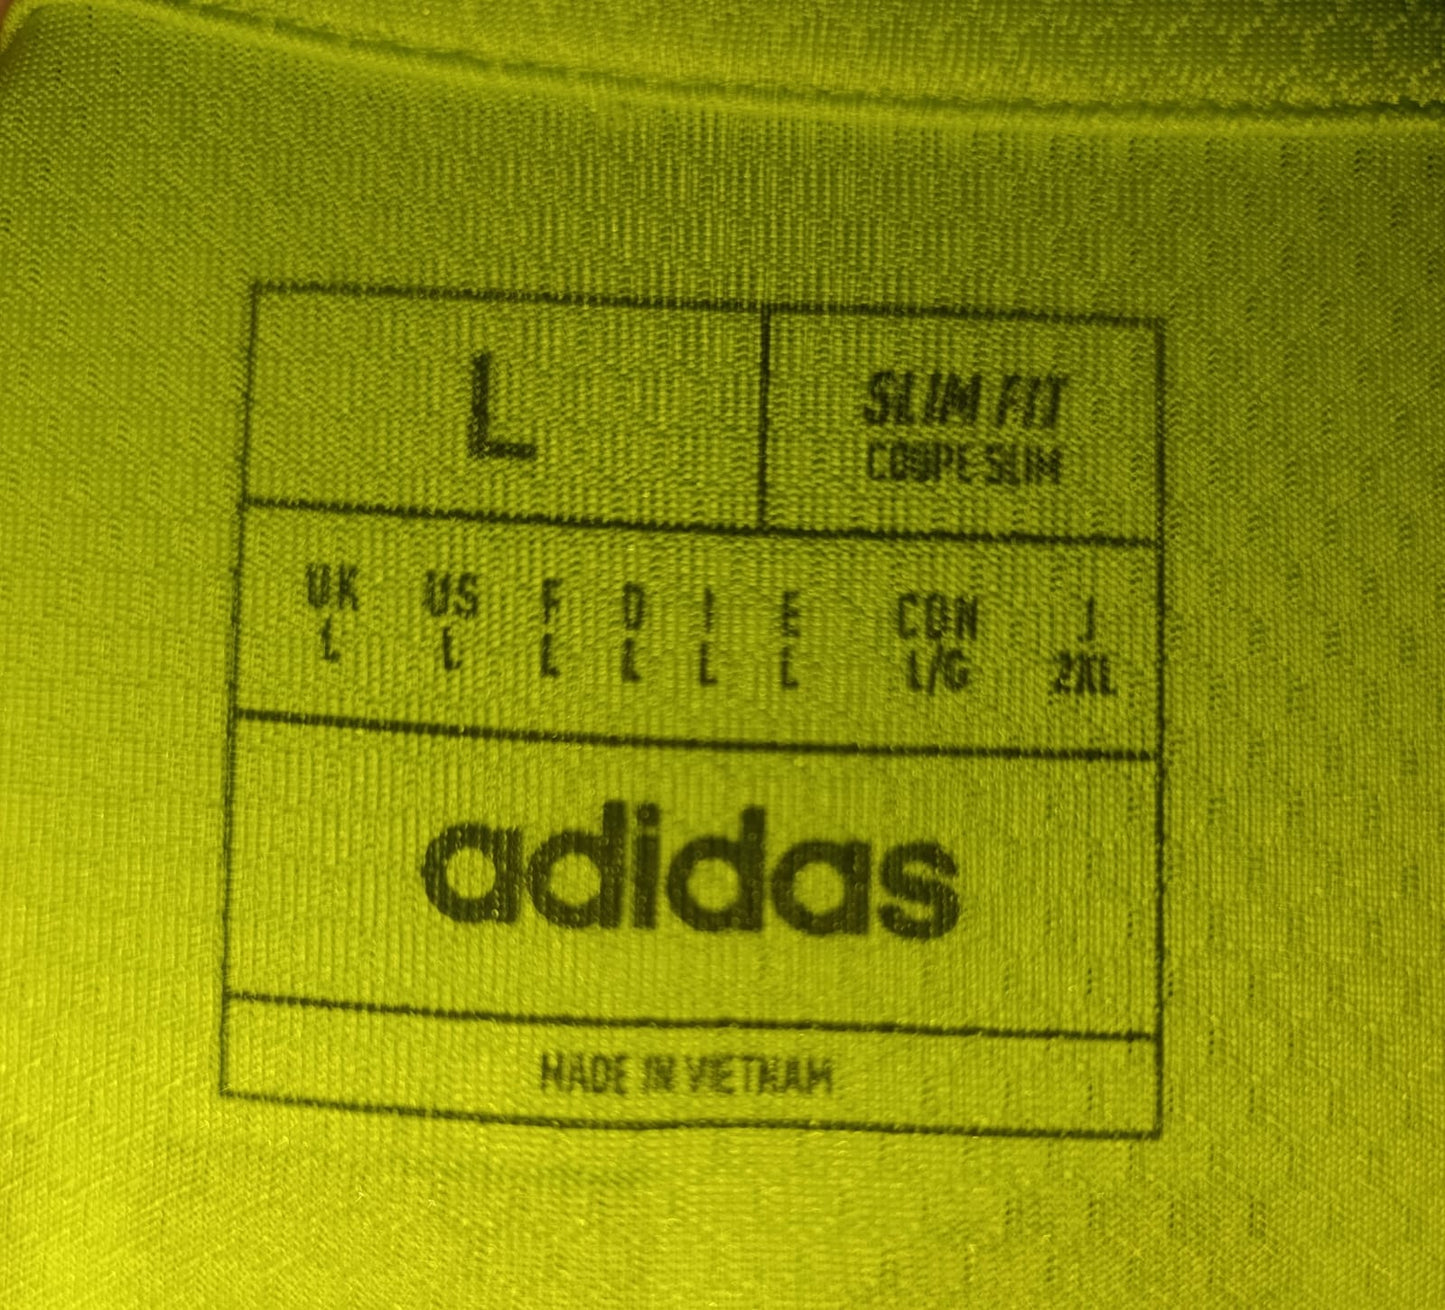 L
SLIM FIT
COUPE SLIM
UK US F D I E CDN J
L L L L L L L/G 2XL
adidas
MADE IN VIETNAM